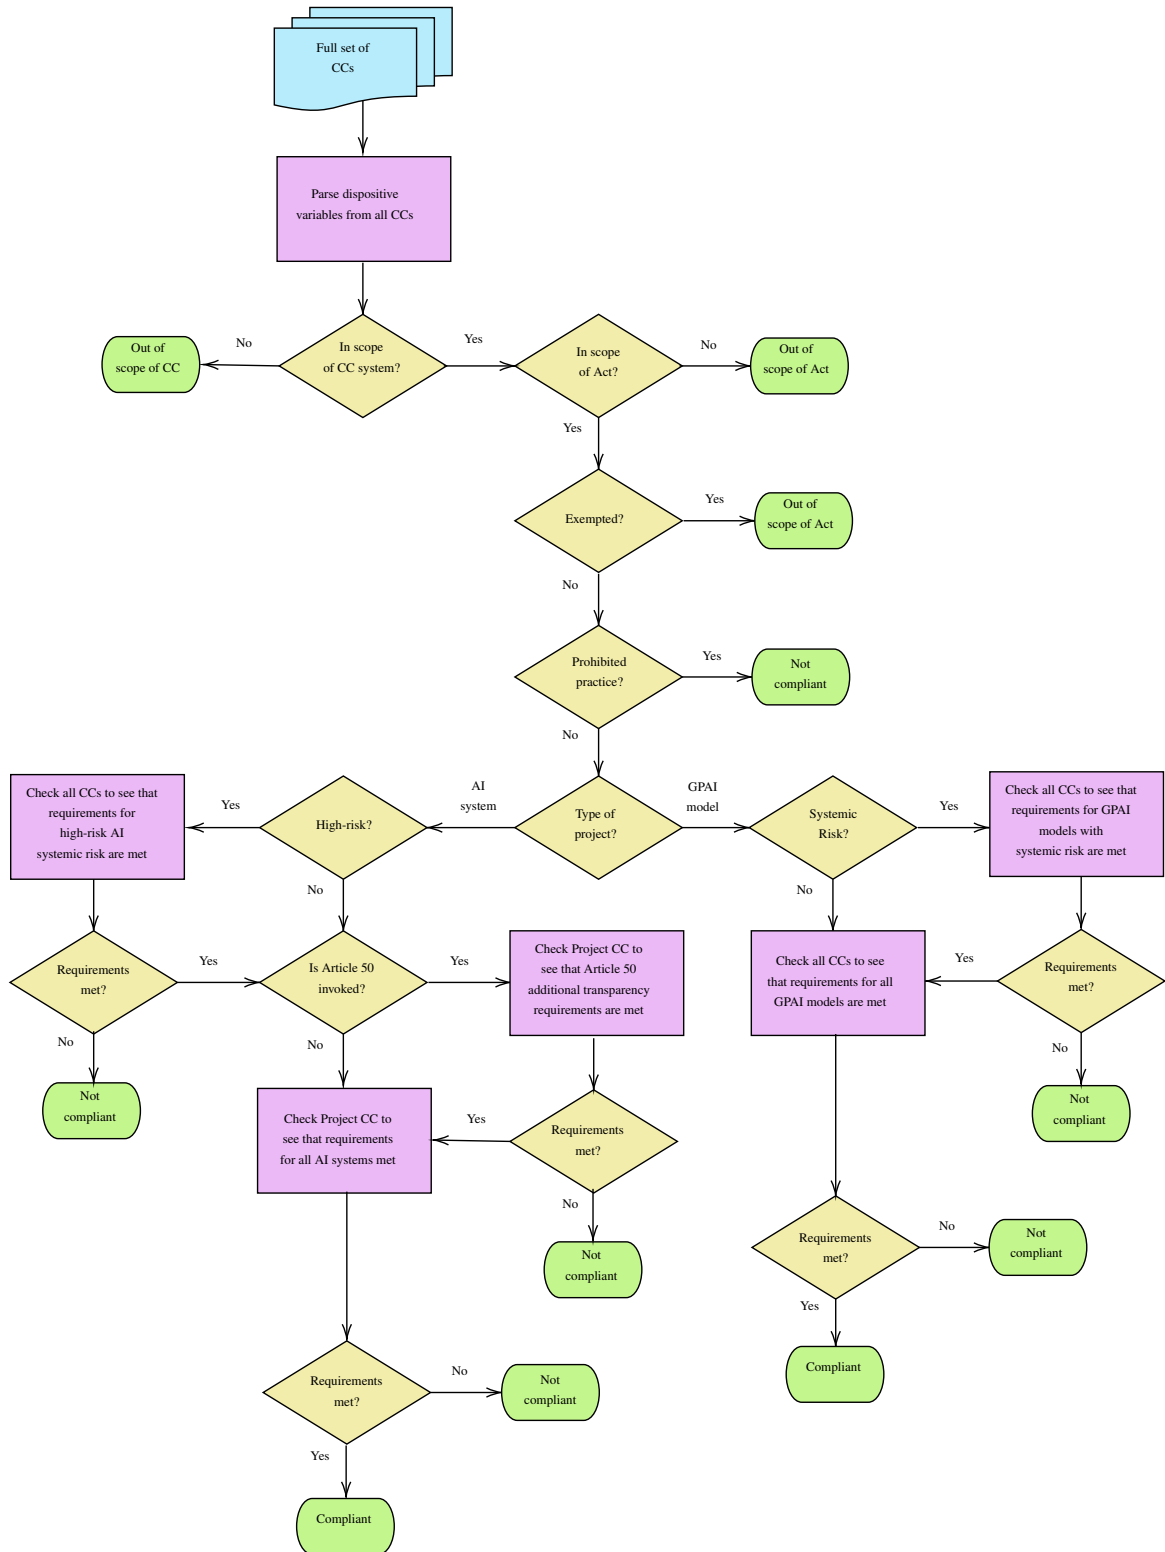 Full set of
CCs
Parse dispositive
variables from all CCs
No
Yes
No
Out of
scope of CC
In scope
of CC system?
In scope
of Act?
Out of
scope of Act
Yes
Exempted?
Yes
Out of
scope of Act
No
Prohibited
practice?
Yes
Not
compliant
No
Check all CCs to see that
requirements for
high-risk AI
systemic risk are met
Yes
High-risk?
AI
system
Type of
project?
GPAI
model
Systemic
Risk?
Yes
Check all CCs to see that
requirements for GPAI
models with
systemic risk are met
No
No
Requirements
met?
Yes
Is Article 50
invoked?
Yes
Check Project CC to
see that Article 50
additional transparency
requirements are met
Check all CCs to see
that requirements for all
GPAI models are met
Yes
Requirements
met?
No
No
No
Not
compliant
Check Project CC to
see that requirements
for all AI systems met
Yes
Requirements
met?
Not
compliant
No
Not
compliant
Requirements
met?
No
Not
compliant
Yes
Compliant
Requirements
met?
No
Not
compliant
Yes
Compliant